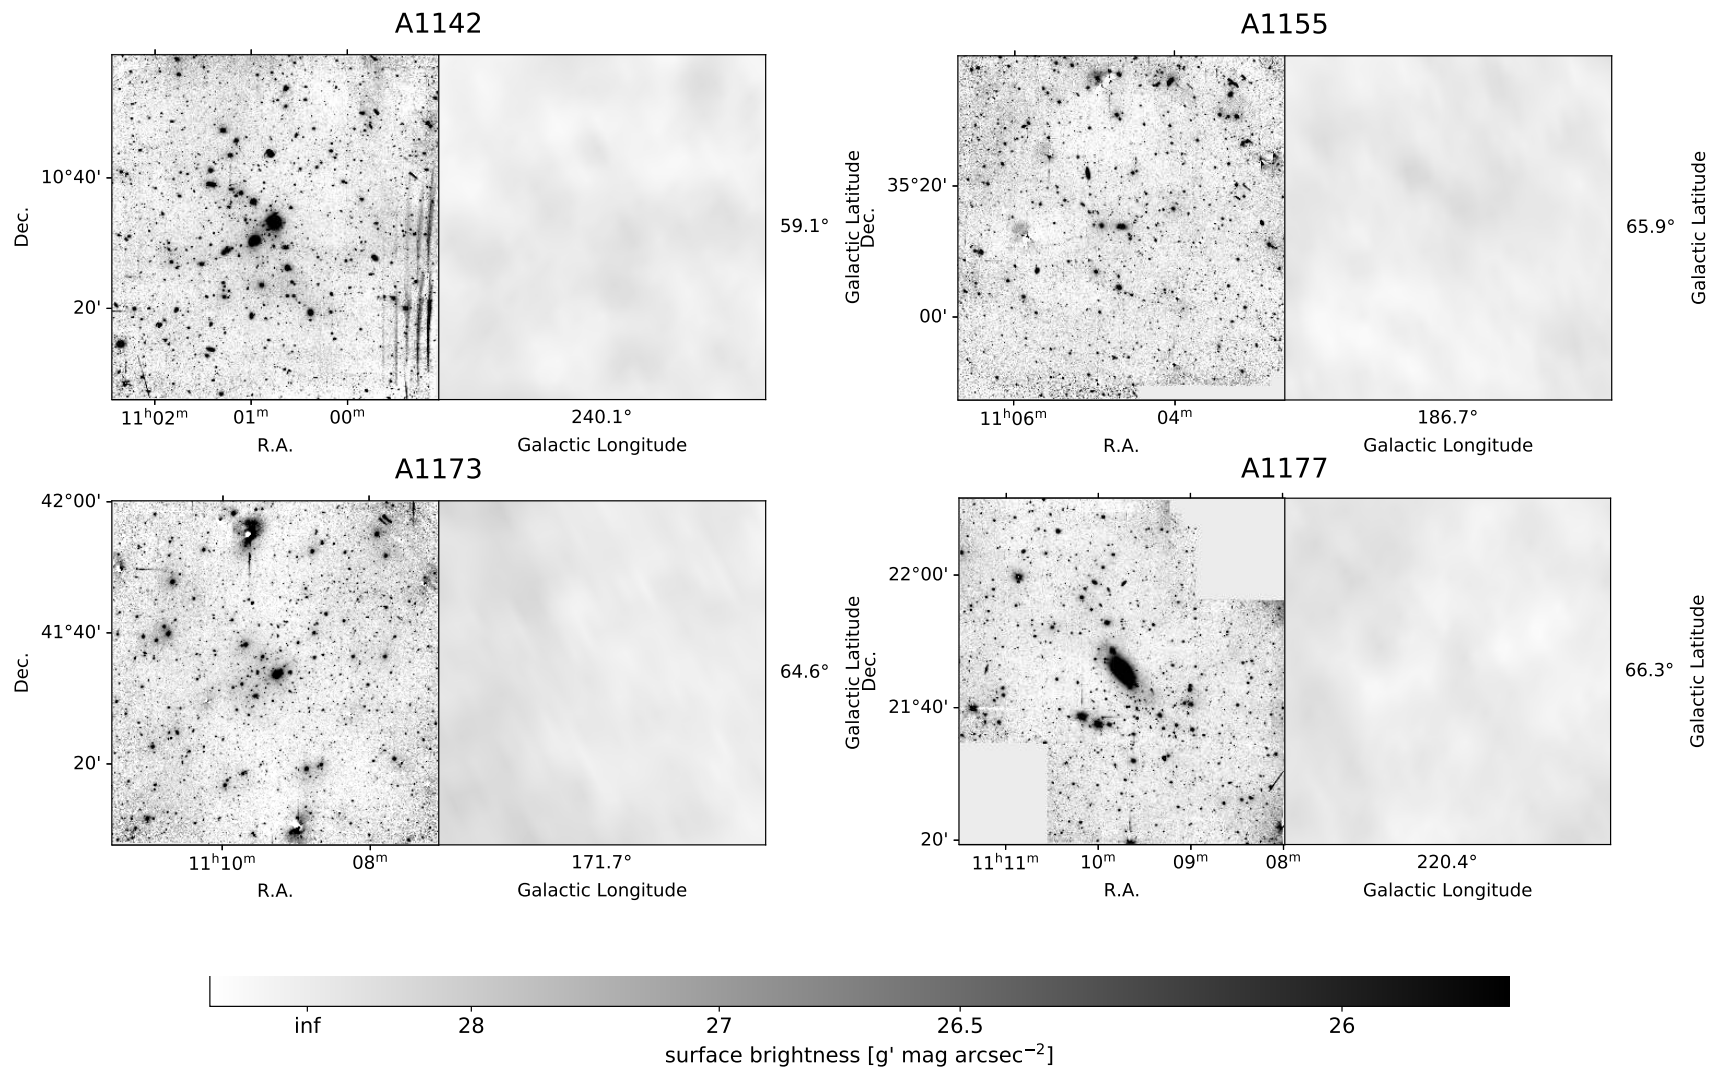 A1142
A1155
10°40'
20'
Dec.
11ʰ02ᵐ
01ᵐ
00ᵐ
R.A.
240.1°
Galactic Longitude
59.1°
Galactic Latitude
35°20'
00'
Dec.
11ʰ06ᵐ
04ᵐ
R.A.
186.7°
Galactic Longitude
65.9°
Galactic Latitude
A1173
A1177
42°00'
41°40'
20'
Dec.
11ʰ10ᵐ
08ᵐ
R.A.
171.7°
Galactic Longitude
64.6°
Galactic Latitude
22°00'
21°40'
20'
Dec.
11ʰ11ᵐ
10ᵐ
09ᵐ
08ᵐ
R.A.
220.4°
Galactic Longitude
66.3°
Galactic Latitude
inf
28
27
26.5
26
surface brightness [g' mag arcsec⁻²]